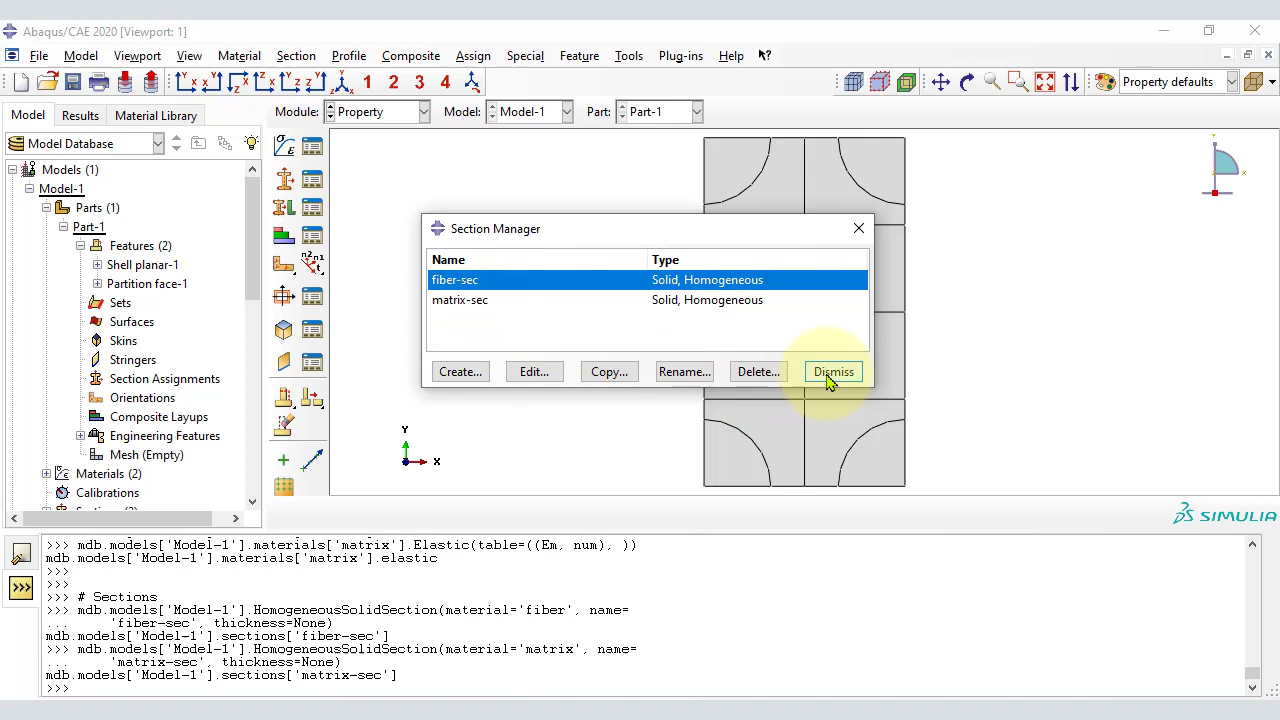 Abaqus/CAE 2020 [Viewport: 1]
File Model Viewport View Material Section Profile Composite Assign Special Feature Tools Plug-ins Help ?
1 2 3 4 Property defaults
Model Results Material Library
Module: Property Model: Model-1 Part: Part-1
Model Database
Models (1)
Model-1
Parts (1)
Part-1
Features (2)
Shell planar-1
Partition face-1
Sets
Surfaces
Skins
Stringers
Section Assignments
Orientations
Composite Layups
Engineering Features
Mesh (Empty)
Materials (2)
Calibrations
Section Manager
Name Type
fiber-sec Solid, Homogeneous
matrix-sec Solid, Homogeneous
Create... Edit... Copy... Rename... Delete... Dismiss
Y
X
Y
X
SIMULIA
>>> mdb.models['Model-1'].materials['matrix'].Elastic(table=((Em, num), ))
mdb.models['Model-1'].materials['matrix'].elastic
>>>
>>>
>>> # Sections
>>> mdb.models['Model-1'].HomogeneousSolidSection(material='fiber', name=
... 'fiber-sec', thickness=None)
mdb.models['Model-1'].sections['fiber-sec']
>>> mdb.models['Model-1'].HomogeneousSolidSection(material='matrix', name=
... 'matrix-sec', thickness=None)
mdb.models['Model-1'].sections['matrix-sec']
>>>
>>>